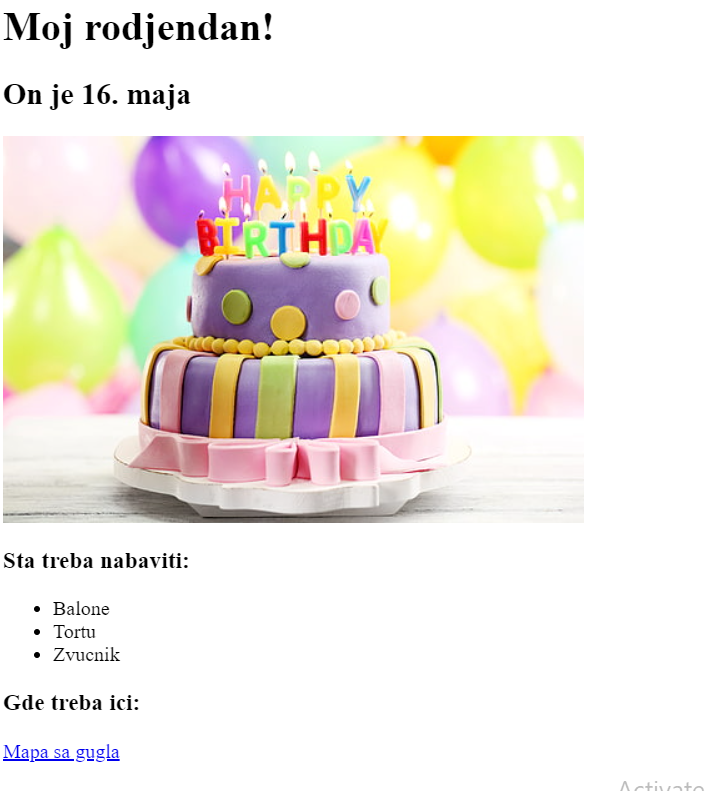 Moj rodjendan!
On je 16. maja
HAPPY
BIRTHDAY
Sta treba nabaviti:
Balone
Tortu
Zvucnik
Gde treba ici:
Mapa sa gugla
Activate